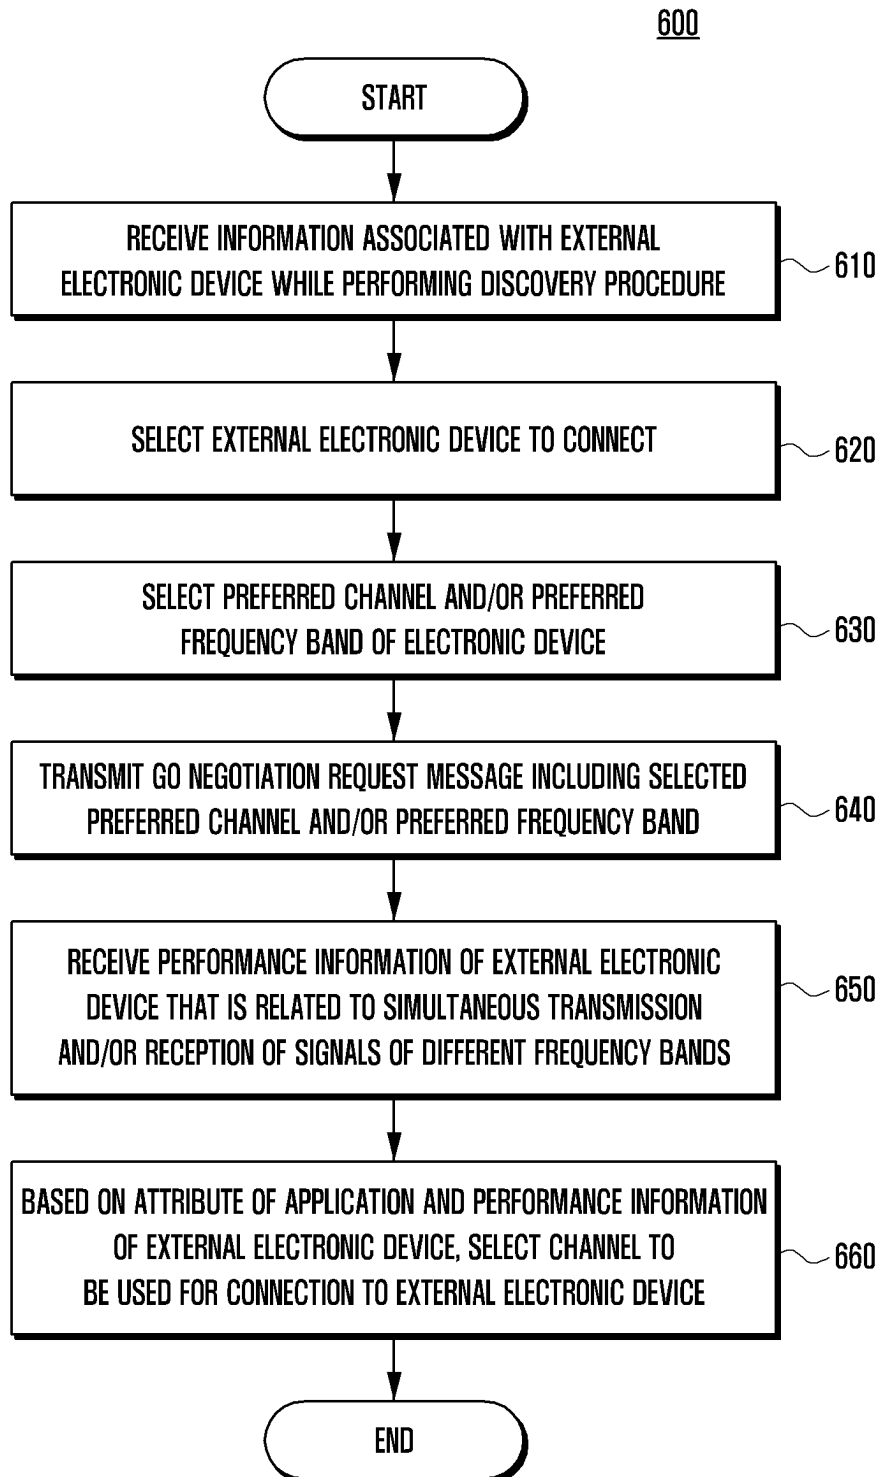 600
START
RECEIVE INFORMATION ASSOCIATED WITH EXTERNAL
ELECTRONIC DEVICE WHILE PERFORMING DISCOVERY PROCEDURE
610
SELECT EXTERNAL ELECTRONIC DEVICE TO CONNECT
620
SELECT PREFERRED CHANNEL AND/OR PREFERRED
FREQUENCY BAND OF ELECTRONIC DEVICE
630
TRANSMIT GO NEGOTIATION REQUEST MESSAGE INCLUDING SELECTED
PREFERRED CHANNEL AND/OR PREFERRED FREQUENCY BAND
640
RECEIVE PERFORMANCE INFORMATION OF EXTERNAL ELECTRONIC
DEVICE THAT IS RELATED TO SIMULTANEOUS TRANSMISSION
AND/OR RECEPTION OF SIGNALS OF DIFFERENT FREQUENCY BANDS
650
BASED ON ATTRIBUTE OF APPLICATION AND PERFORMANCE INFORMATION
OF EXTERNAL ELECTRONIC DEVICE, SELECT CHANNEL TO
BE USED FOR CONNECTION TO EXTERNAL ELECTRONIC DEVICE
660
END